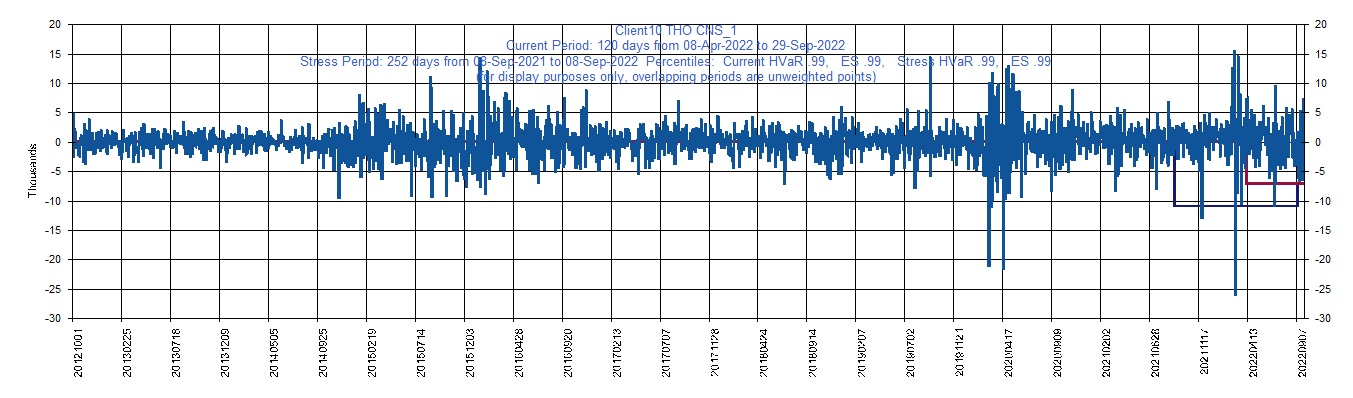 Client10 THO CNS_1
Current Period: 120 days from 08-Apr-2022 to 29-Sep-2022
Stress Period: 252 days from 08-Sep-2021 to 08-Sep-2022 Percentiles: Current HVaR .99, ES .99, Stress HVaR .99, ES .99
(for display purposes only, overlapping periods are unweighted points)
20 20
15 15
10 10
5 5
0 0
-5 -5
-10 -10
-15 -15
-20 -20
-25 -25
-30 -30
Thousands
20121001 20130225 20130718 20131209 20140505 20140925 20150219 20150714 20151203 20160428 20160920 20170213 20170707 20171128 20180424 20180914 20190207 20190702 20191121 20200417 20200909 20210202 20210628 20211117 20220413 20220907